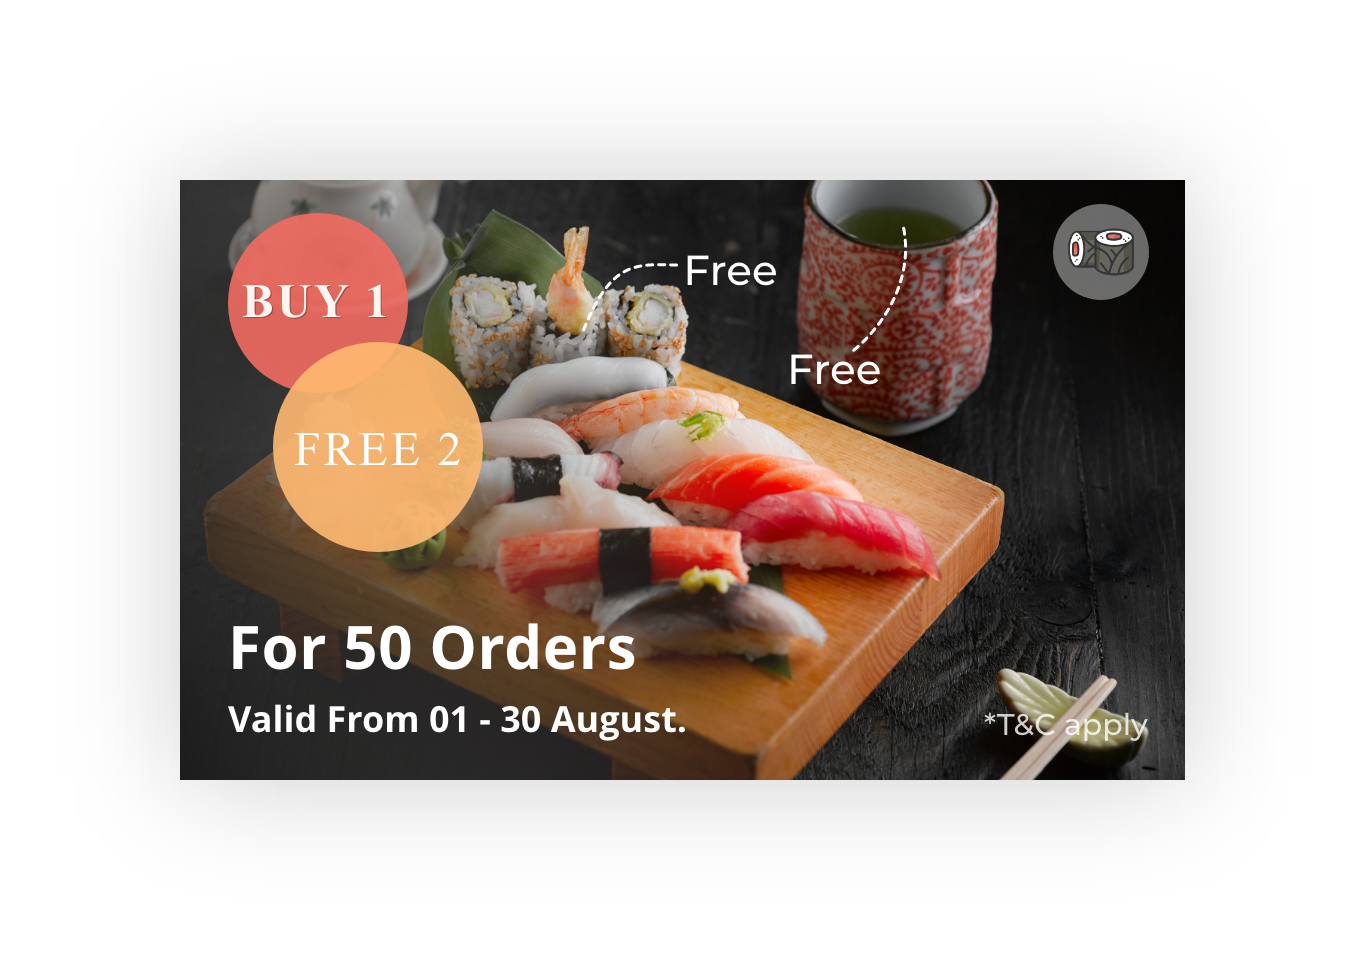 BUY 1
FREE 2
Free
Free
For 50 Orders
Valid From 01 - 30 August.
*T&C apply